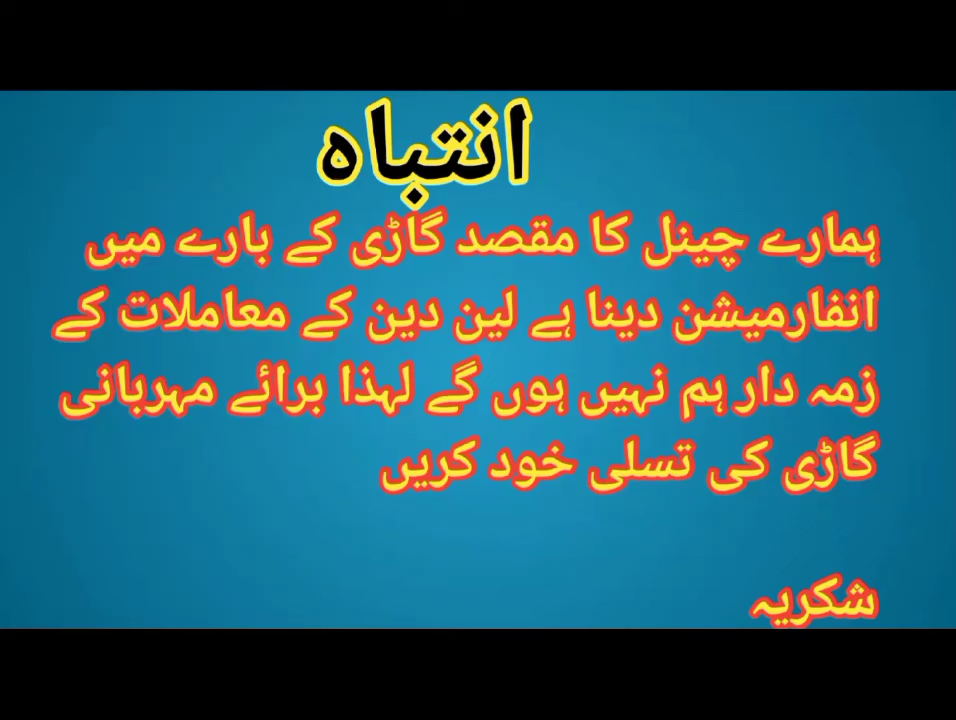 انتباہ
ہمارے چینل کا مقصد گاڑی کے بارے میں
انفارمیشن دینا ہے لین دین کے معاملات کے
زمہ دار ہم نہیں ہوں گے لہذا برائے مہربانی
گاڑی کی تسلی خود کریں
شکریہ